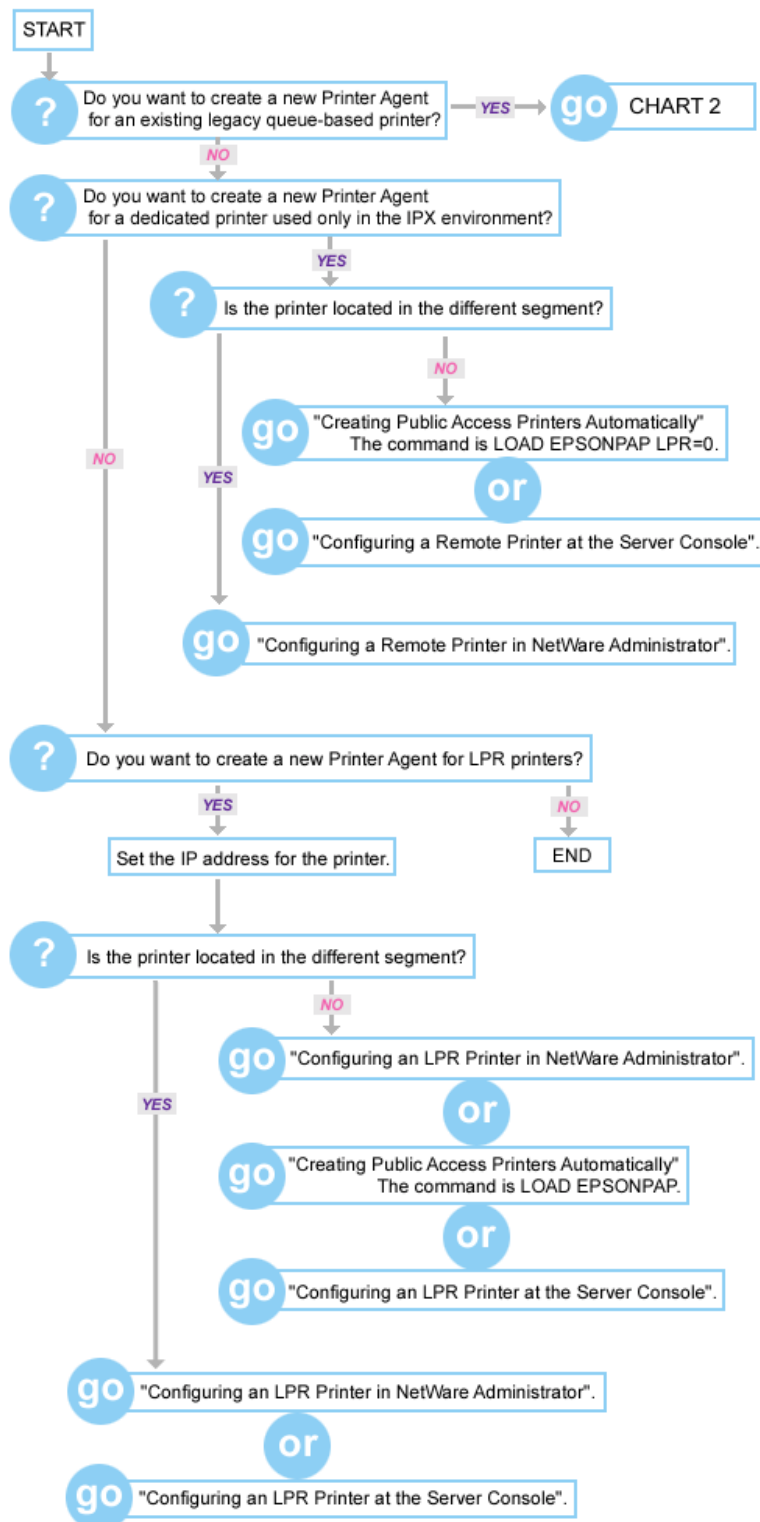 START
? Do you want to create a new Printer Agent
for an existing legacy queue-based printer?
YES
go CHART 2
NO
? Do you want to create a new Printer Agent
for a dedicated printer used only in the IPX environment?
YES
? Is the printer located in the different segment?
NO
go "Creating Public Access Printers Automatically"
The command is LOAD EPSONPAP LPR=0.
NO
YES
or
go "Configuring a Remote Printer at the Server Console".
go "Configuring a Remote Printer in NetWare Administrator".
? Do you want to create a new Printer Agent for LPR printers?
YES
NO
Set the IP address for the printer.
END
? Is the printer located in the different segment?
NO
go "Configuring an LPR Printer in NetWare Administrator".
YES
or
go "Creating Public Access Printers Automatically"
The command is LOAD EPSONPAP.
or
go "Configuring an LPR Printer at the Server Console".
go "Configuring an LPR Printer in NetWare Administrator".
or
go "Configuring an LPR Printer at the Server Console".